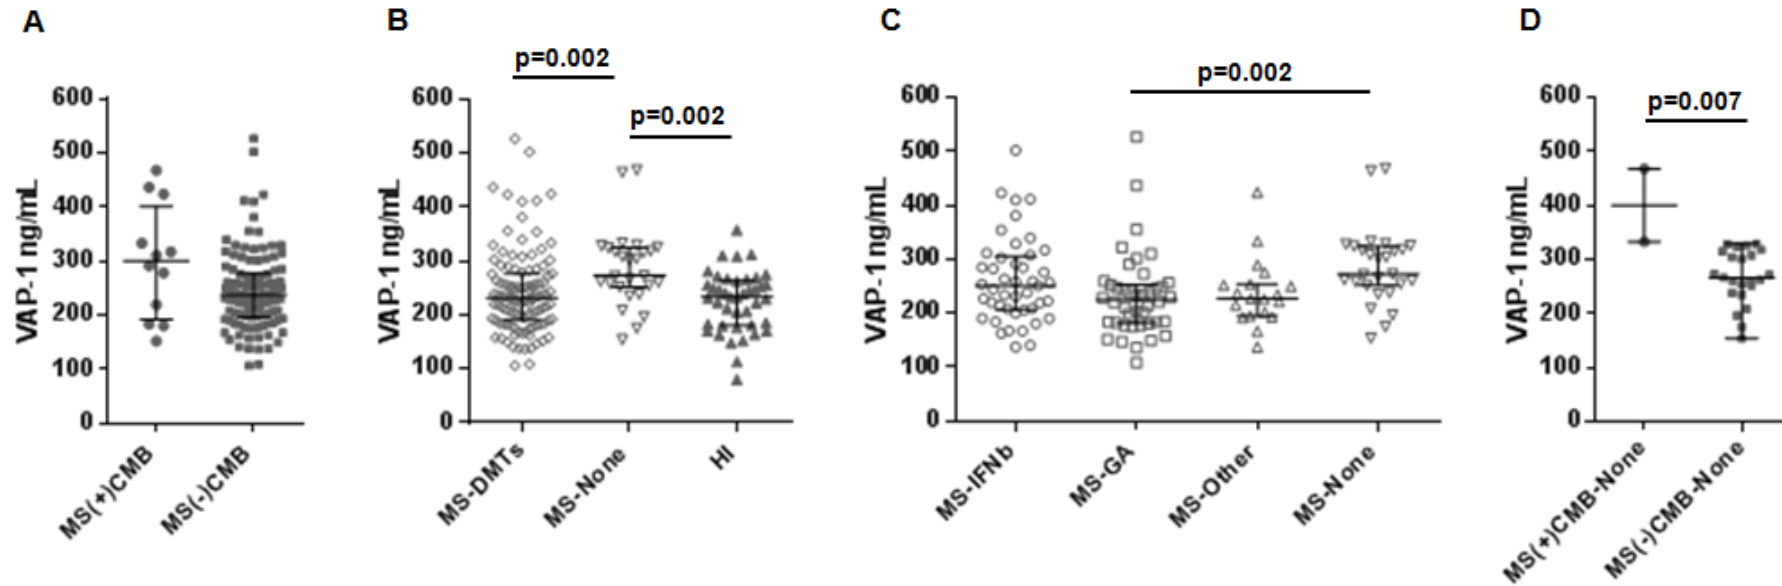 A
B
C
D
p=0.002
p=0.002
p=0.002
p=0.007
VAP-1 ng/mL
600
500
400
300
200
100
0
MS(+)CMB
MS(-)CMB
VAP-1 ng/mL
600
500
400
300
200
100
0
MS-DMTs
MS-None
HI
VAP-1 ng/mL
600
500
400
300
200
100
0
MS-IFNb
MS-GA
MS-Other
MS-None
VAP-1 ng/mL
600
500
400
300
200
100
0
MS(+)CMB-None
MS(-)CMB-None